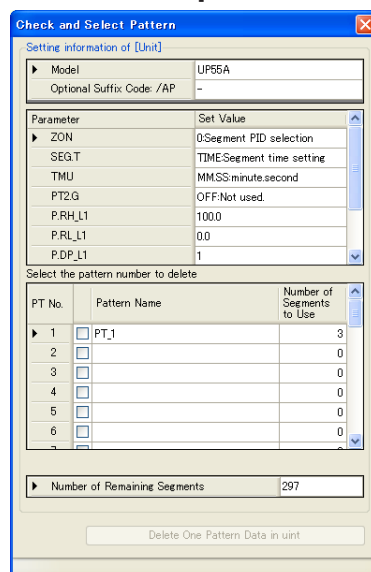 Check and Select Pattern
Setting information of [Unit]
Model UP55A
Optional Suffix Code: /AP -
Parameter Set Value
ZON 0:Segment PID selection
SEG.T TIME:Segment time setting
TMU MM.SS:minute.second
PT2.G OFF:Not used.
P.RH_L1 100.0
P.RL_L1 0.0
P.DP_L1 1
Select the pattern number to delete
PT No. Pattern Name Number of Segments to Use
1 PT_1 3
2 0
3 0
4 0
5 0
6 0
Number of Remaining Segments 297
Delete One Pattern Data in uint